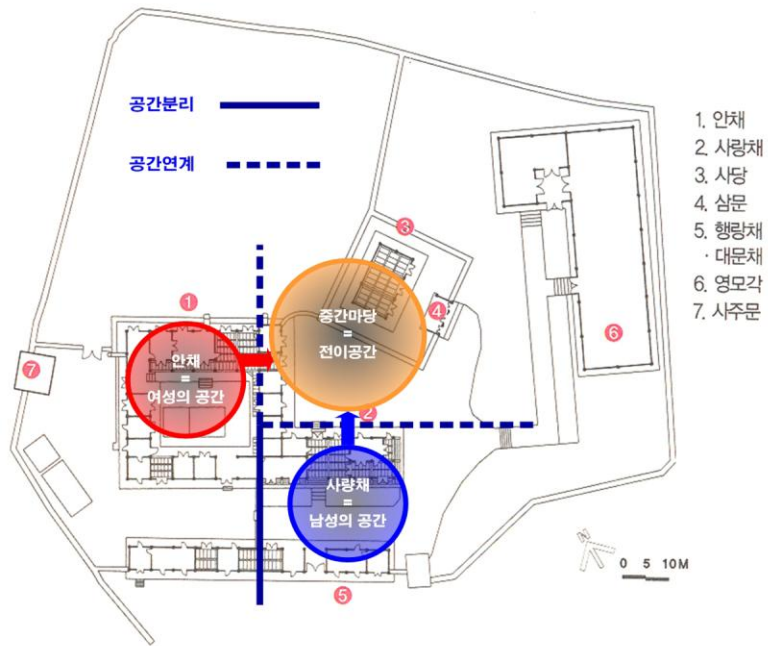 공간분리
공간연계
1. 안채
2. 사랑채
3. 사당
4. 삼문
5. 행랑채
· 대문채
6. 영모각
7. 사주문
3
1
중간마당
=
전이공간
4
6
안채
=
여성의 공간
7
2
사량채
=
남성의 공간
N
0 5 10M
5